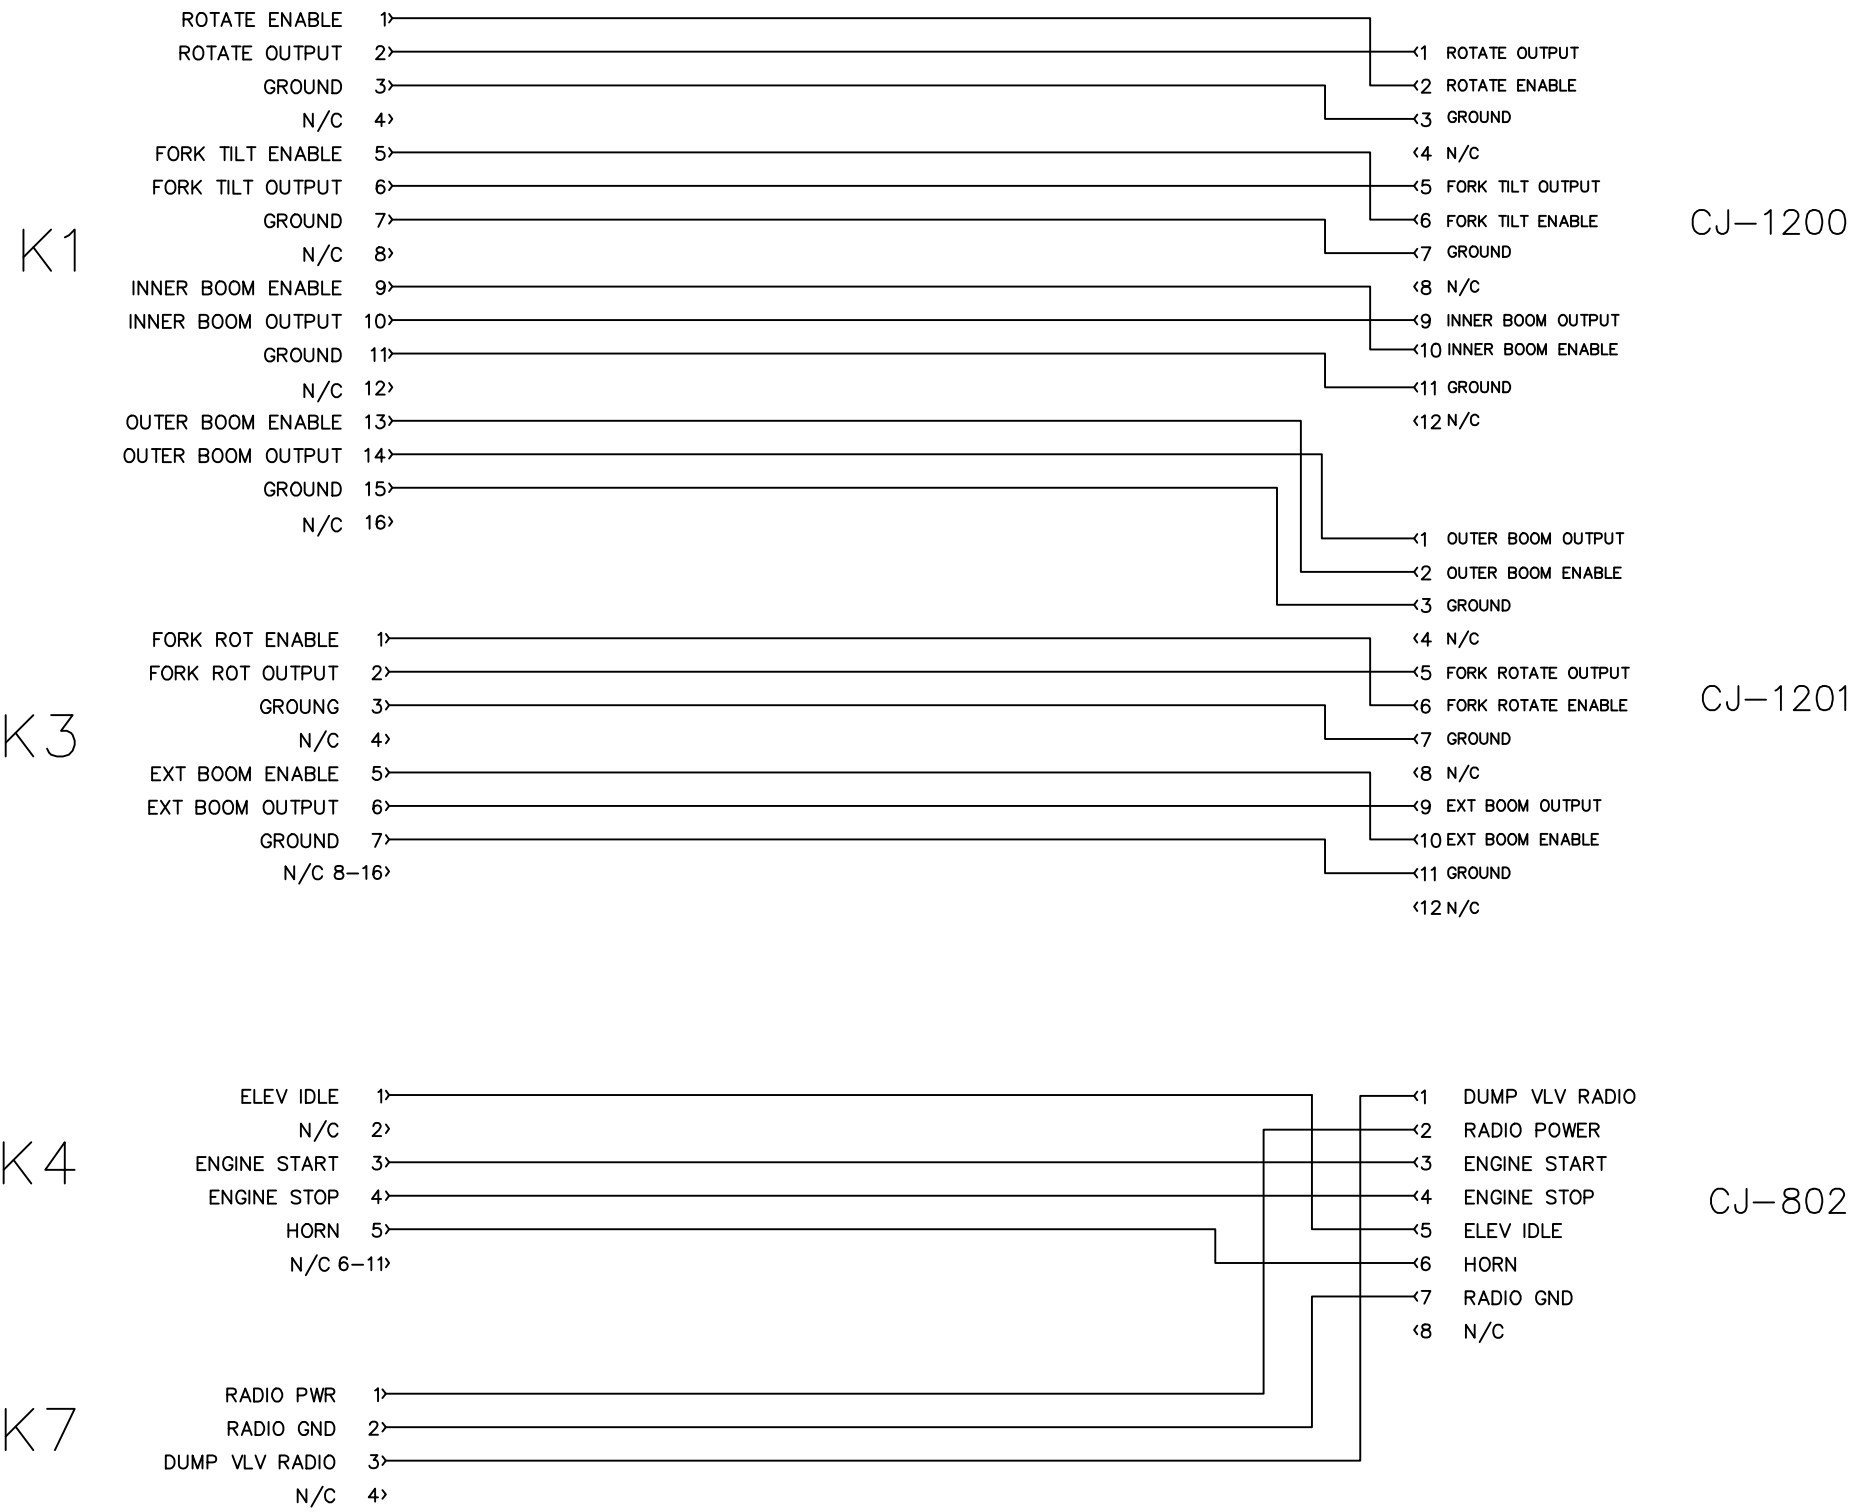 ROTATE ENABLE 1
ROTATE OUTPUT 2
GROUND 3
N/C 4
FORK TILT ENABLE 5
FORK TILT OUTPUT 6
GROUND 7
N/C 8
INNER BOOM ENABLE 9
INNER BOOM OUTPUT 10
GROUND 11
N/C 12
OUTER BOOM ENABLE 13
OUTER BOOM OUTPUT 14
GROUND 15
N/C 16
K1
1 ROTATE OUTPUT
2 ROTATE ENABLE
3 GROUND
4 N/C
5 FORK TILT OUTPUT
6 FORK TILT ENABLE
7 GROUND
8 N/C
9 INNER BOOM OUTPUT
10 INNER BOOM ENABLE
11 GROUND
12 N/C
CJ-1200
FORK ROT ENABLE 1
FORK ROT OUTPUT 2
GROUNG 3
N/C 4
EXT BOOM ENABLE 5
EXT BOOM OUTPUT 6
GROUND 7
N/C 8-16
K3
1 OUTER BOOM OUTPUT
2 OUTER BOOM ENABLE
3 GROUND
4 N/C
5 FORK ROTATE OUTPUT
6 FORK ROTATE ENABLE
7 GROUND
8 N/C
9 EXT BOOM OUTPUT
10 EXT BOOM ENABLE
11 GROUND
12 N/C
CJ-1201
ELEV IDLE 1
N/C 2
ENGINE START 3
ENGINE STOP 4
HORN 5
N/C 6-11
K4
1 DUMP VLV RADIO
2 RADIO POWER
3 ENGINE START
4 ENGINE STOP
5 ELEV IDLE
6 HORN
7 RADIO GND
8 N/C
CJ-802
RADIO PWR 1
RADIO GND 2
DUMP VLV RADIO 3
N/C 4
K7